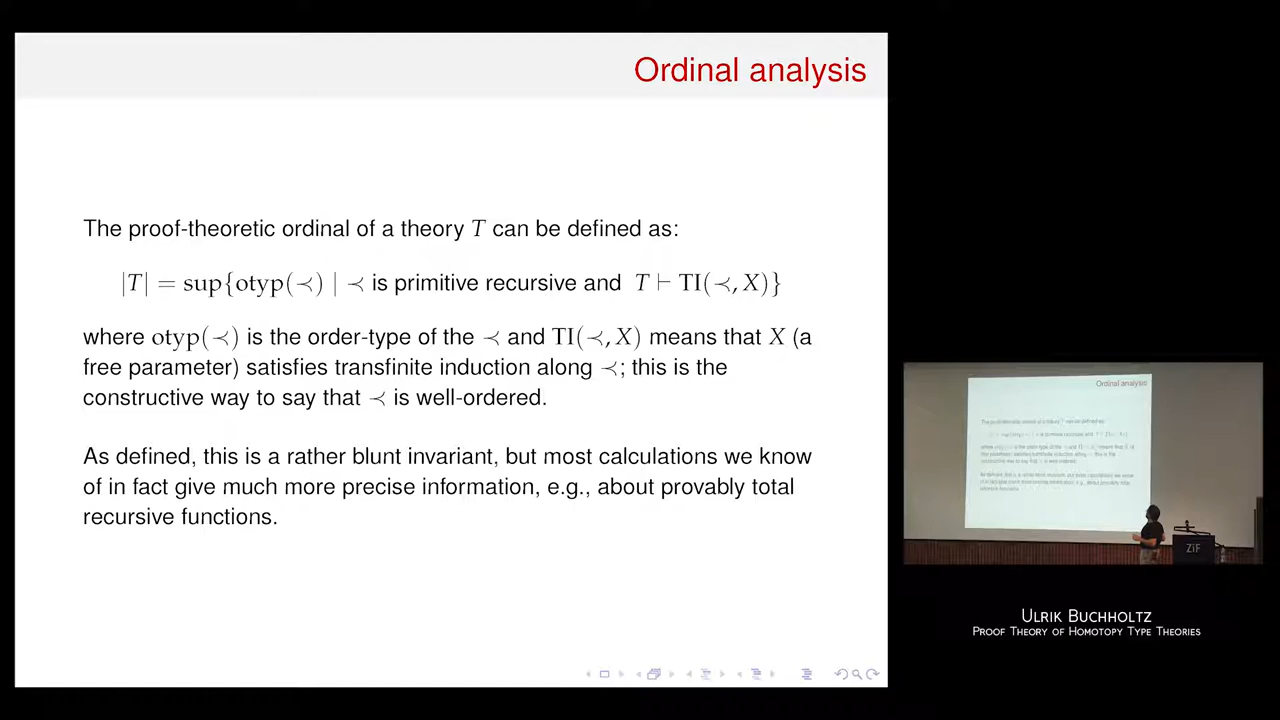 Ordinal analysis
The proof-theoretic ordinal of a theory T can be defined as:
|T| = sup{otyp(≺) | ≺ is primitive recursive and T ⊢ TI(≺, X)}
where otyp(≺) is the order-type of the ≺ and TI(≺, X) means that X (a
free parameter) satisfies transfinite induction along ≺; this is the
constructive way to say that ≺ is well-ordered.
As defined, this is a rather blunt invariant, but most calculations we know
of in fact give much more precise information, e.g., about provably total
recursive functions.
Ordinal analysis
ZiF
Ulrik Buchholtz
Proof Theory of Homotopy Type Theories